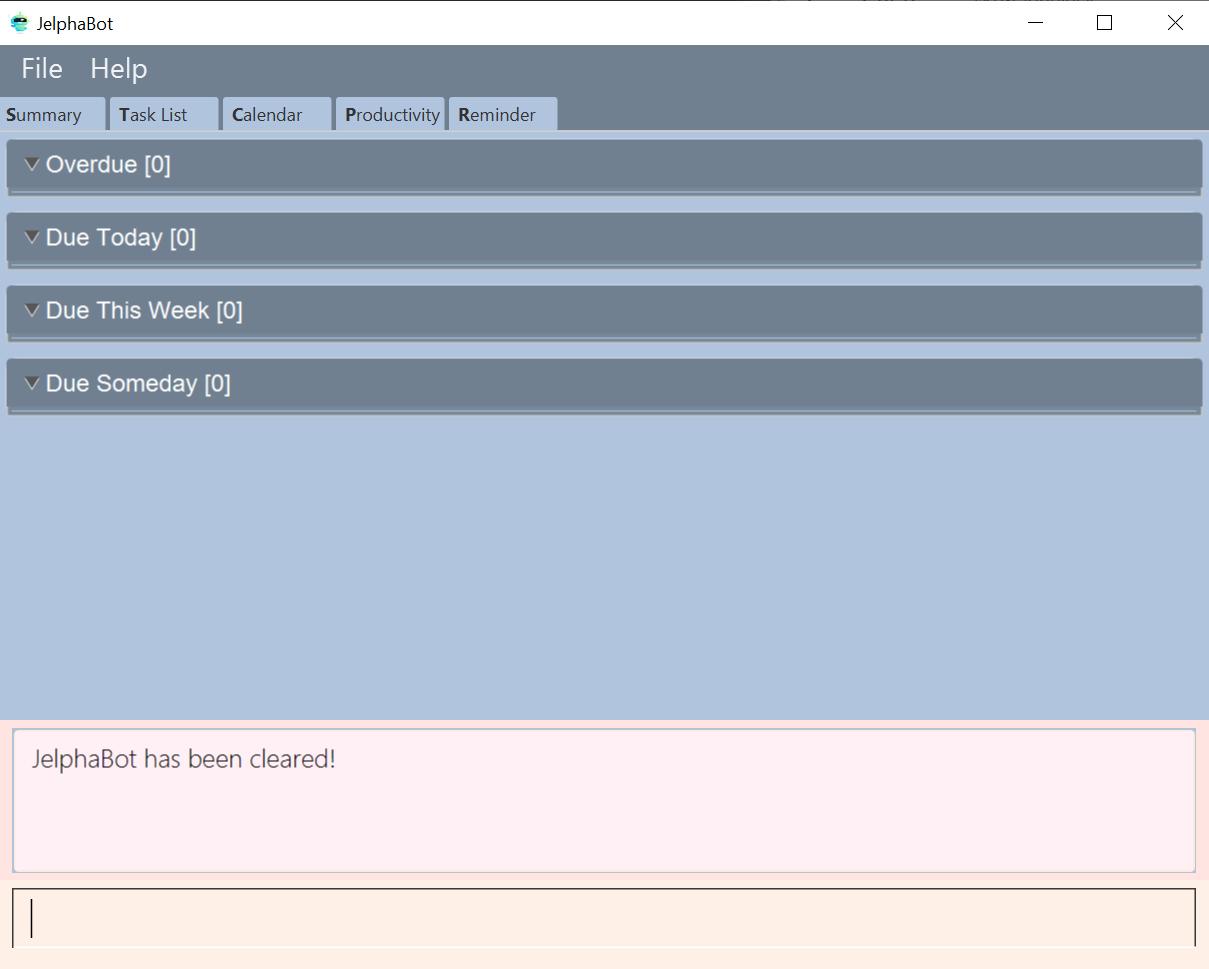 JelphaBot
File Help
Summary Task List Calendar Productivity Reminder
Overdue [0]
Due Today [0]
Due This Week [0]
Due Someday [0]
JelphaBot has been cleared!